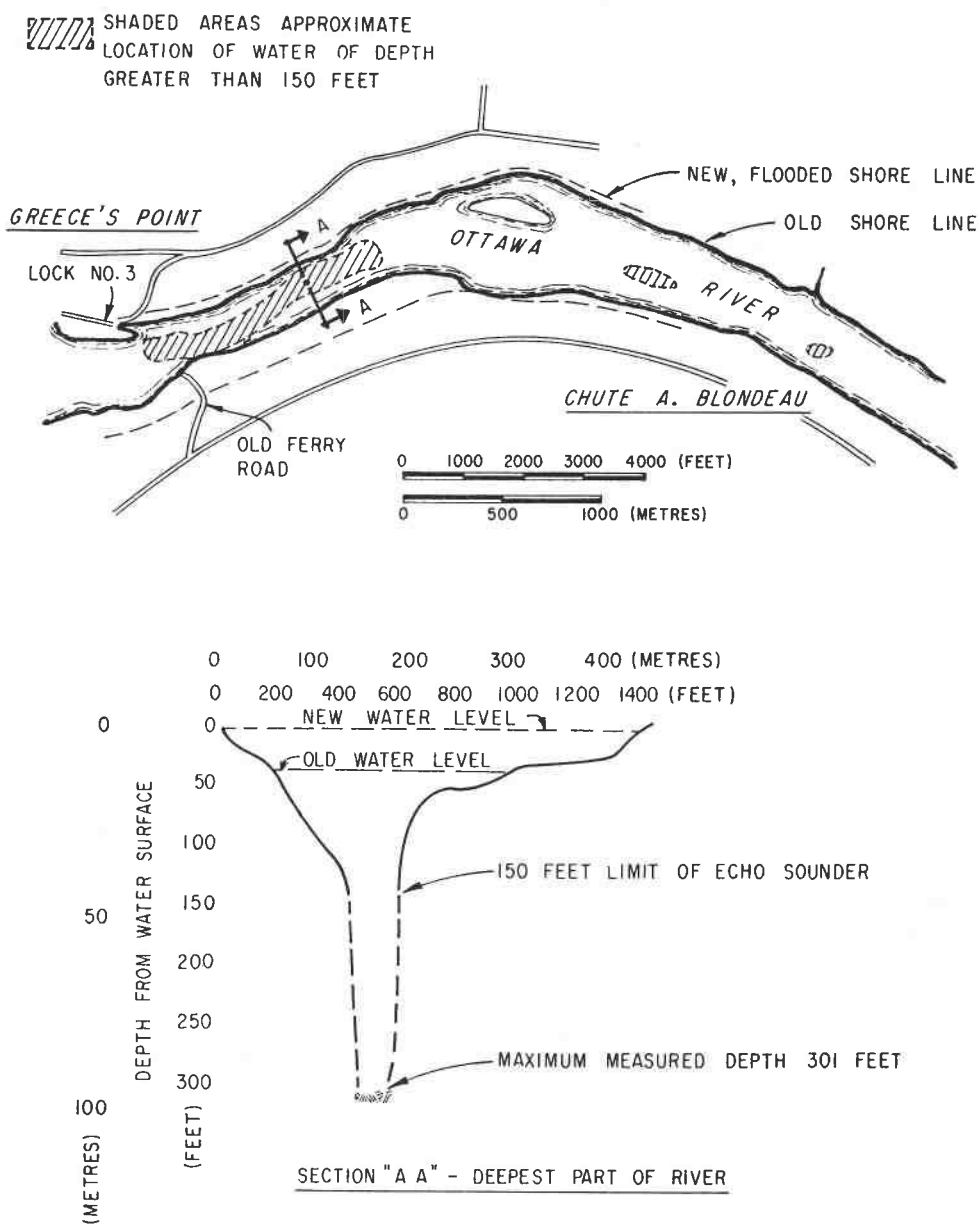 SHADED AREAS APPROXIMATE
LOCATION OF WATER OF DEPTH
GREATER THAN 150 FEET
NEW, FLOODED SHORE LINE
GREECE'S POINT
OLD SHORE LINE
LOCK NO. 3
A
OTTAWA
RIVER
A
CHUTE A. BLONDEAU
OLD FERRY
ROAD
0 1000 2000 3000 4000 (FEET)
0 500 1000 (METRES)
0 100 200 300 400 (METRES)
0 200 400 600 800 1000 1200 1400 (FEET)
NEW WATER LEVEL
OLD WATER LEVEL
0
50
100
(METRES)
DEPTH FROM WATER SURFACE
0
50
100
150
200
250
300
(FEET)
150 FEET LIMIT OF ECHO SOUNDER
MAXIMUM MEASURED DEPTH 301 FEET
SECTION "A A" - DEEPEST PART OF RIVER